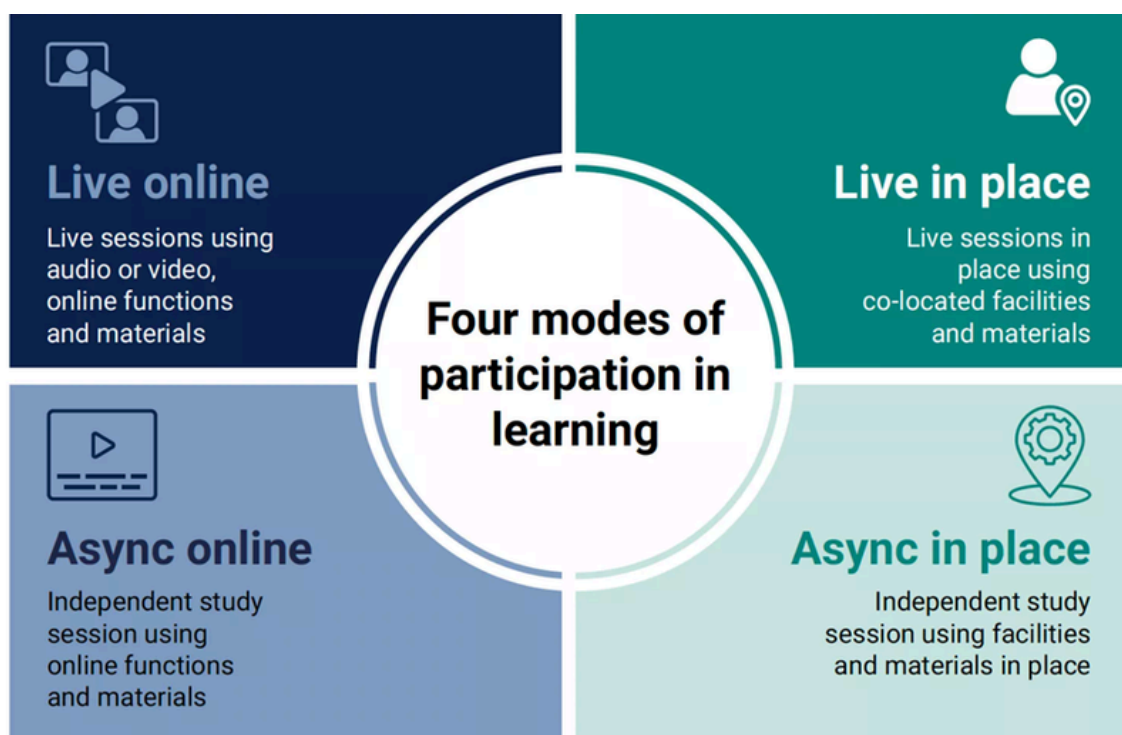 Live online
Live sessions using
audio or video,
online functions
and materials
Live in place
Live sessions in
place using
co-located facilities
and materials
Four modes of
participation in
learning
Async online
Independent study
session using
online functions
and materials
Async in place
Independent study
session using facilities
and materials in place